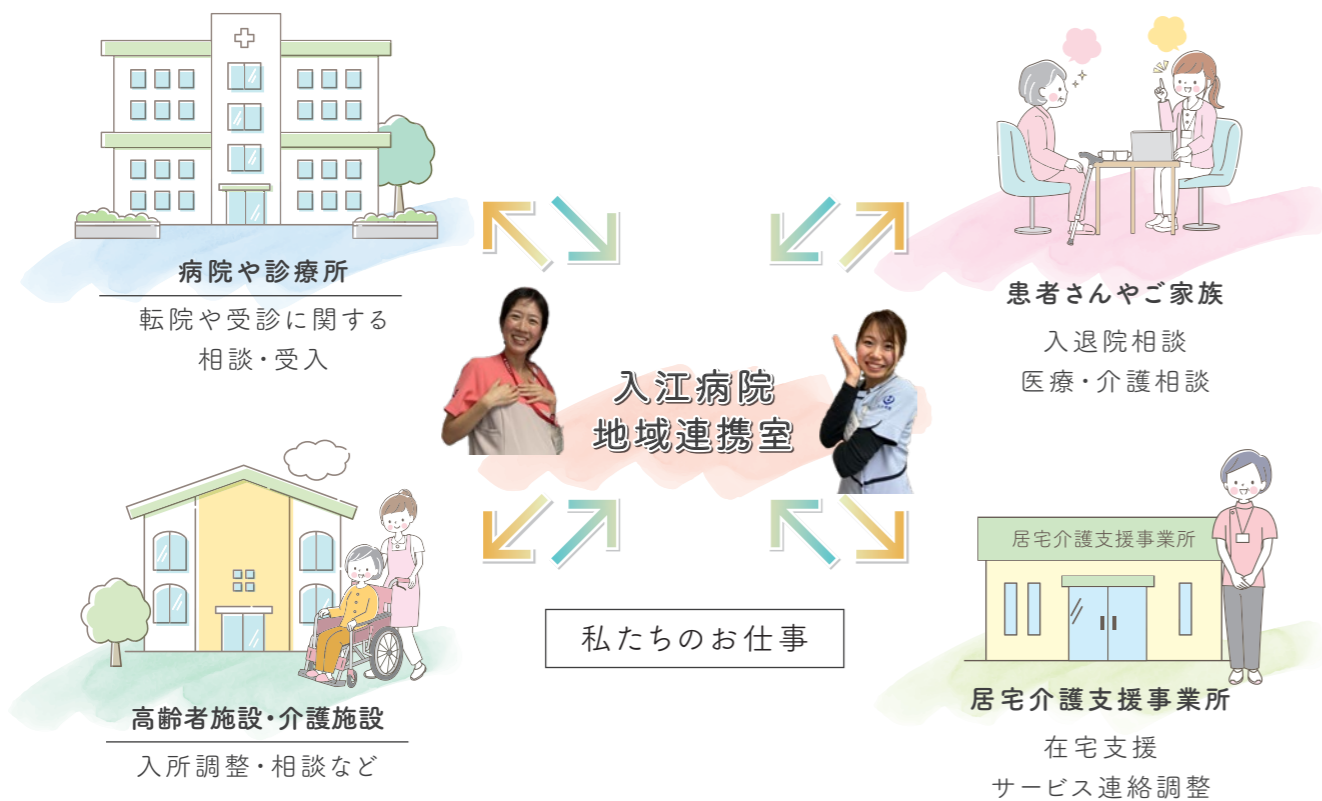 病院や診療所
転院や受診に関する
相談・受入
患者さんやご家族
入退院相談
医療・介護相談
入江病院
地域連携室
高齢者施設・介護施設
入所調整・相談など
私たちのお仕事
居宅介護支援事業所
居宅介護支援事業所
在宅支援
サービス連絡調整